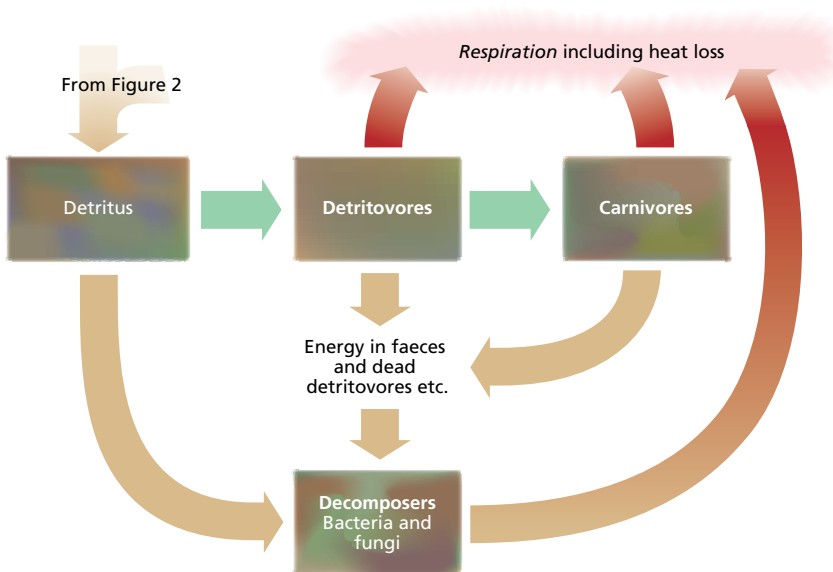 Respiration including heat loss
From Figure 2
Detritus
Detritovores
Carnivores
Energy in faeces
and dead
detritovores etc.
Decomposers
Bacteria and
fungi